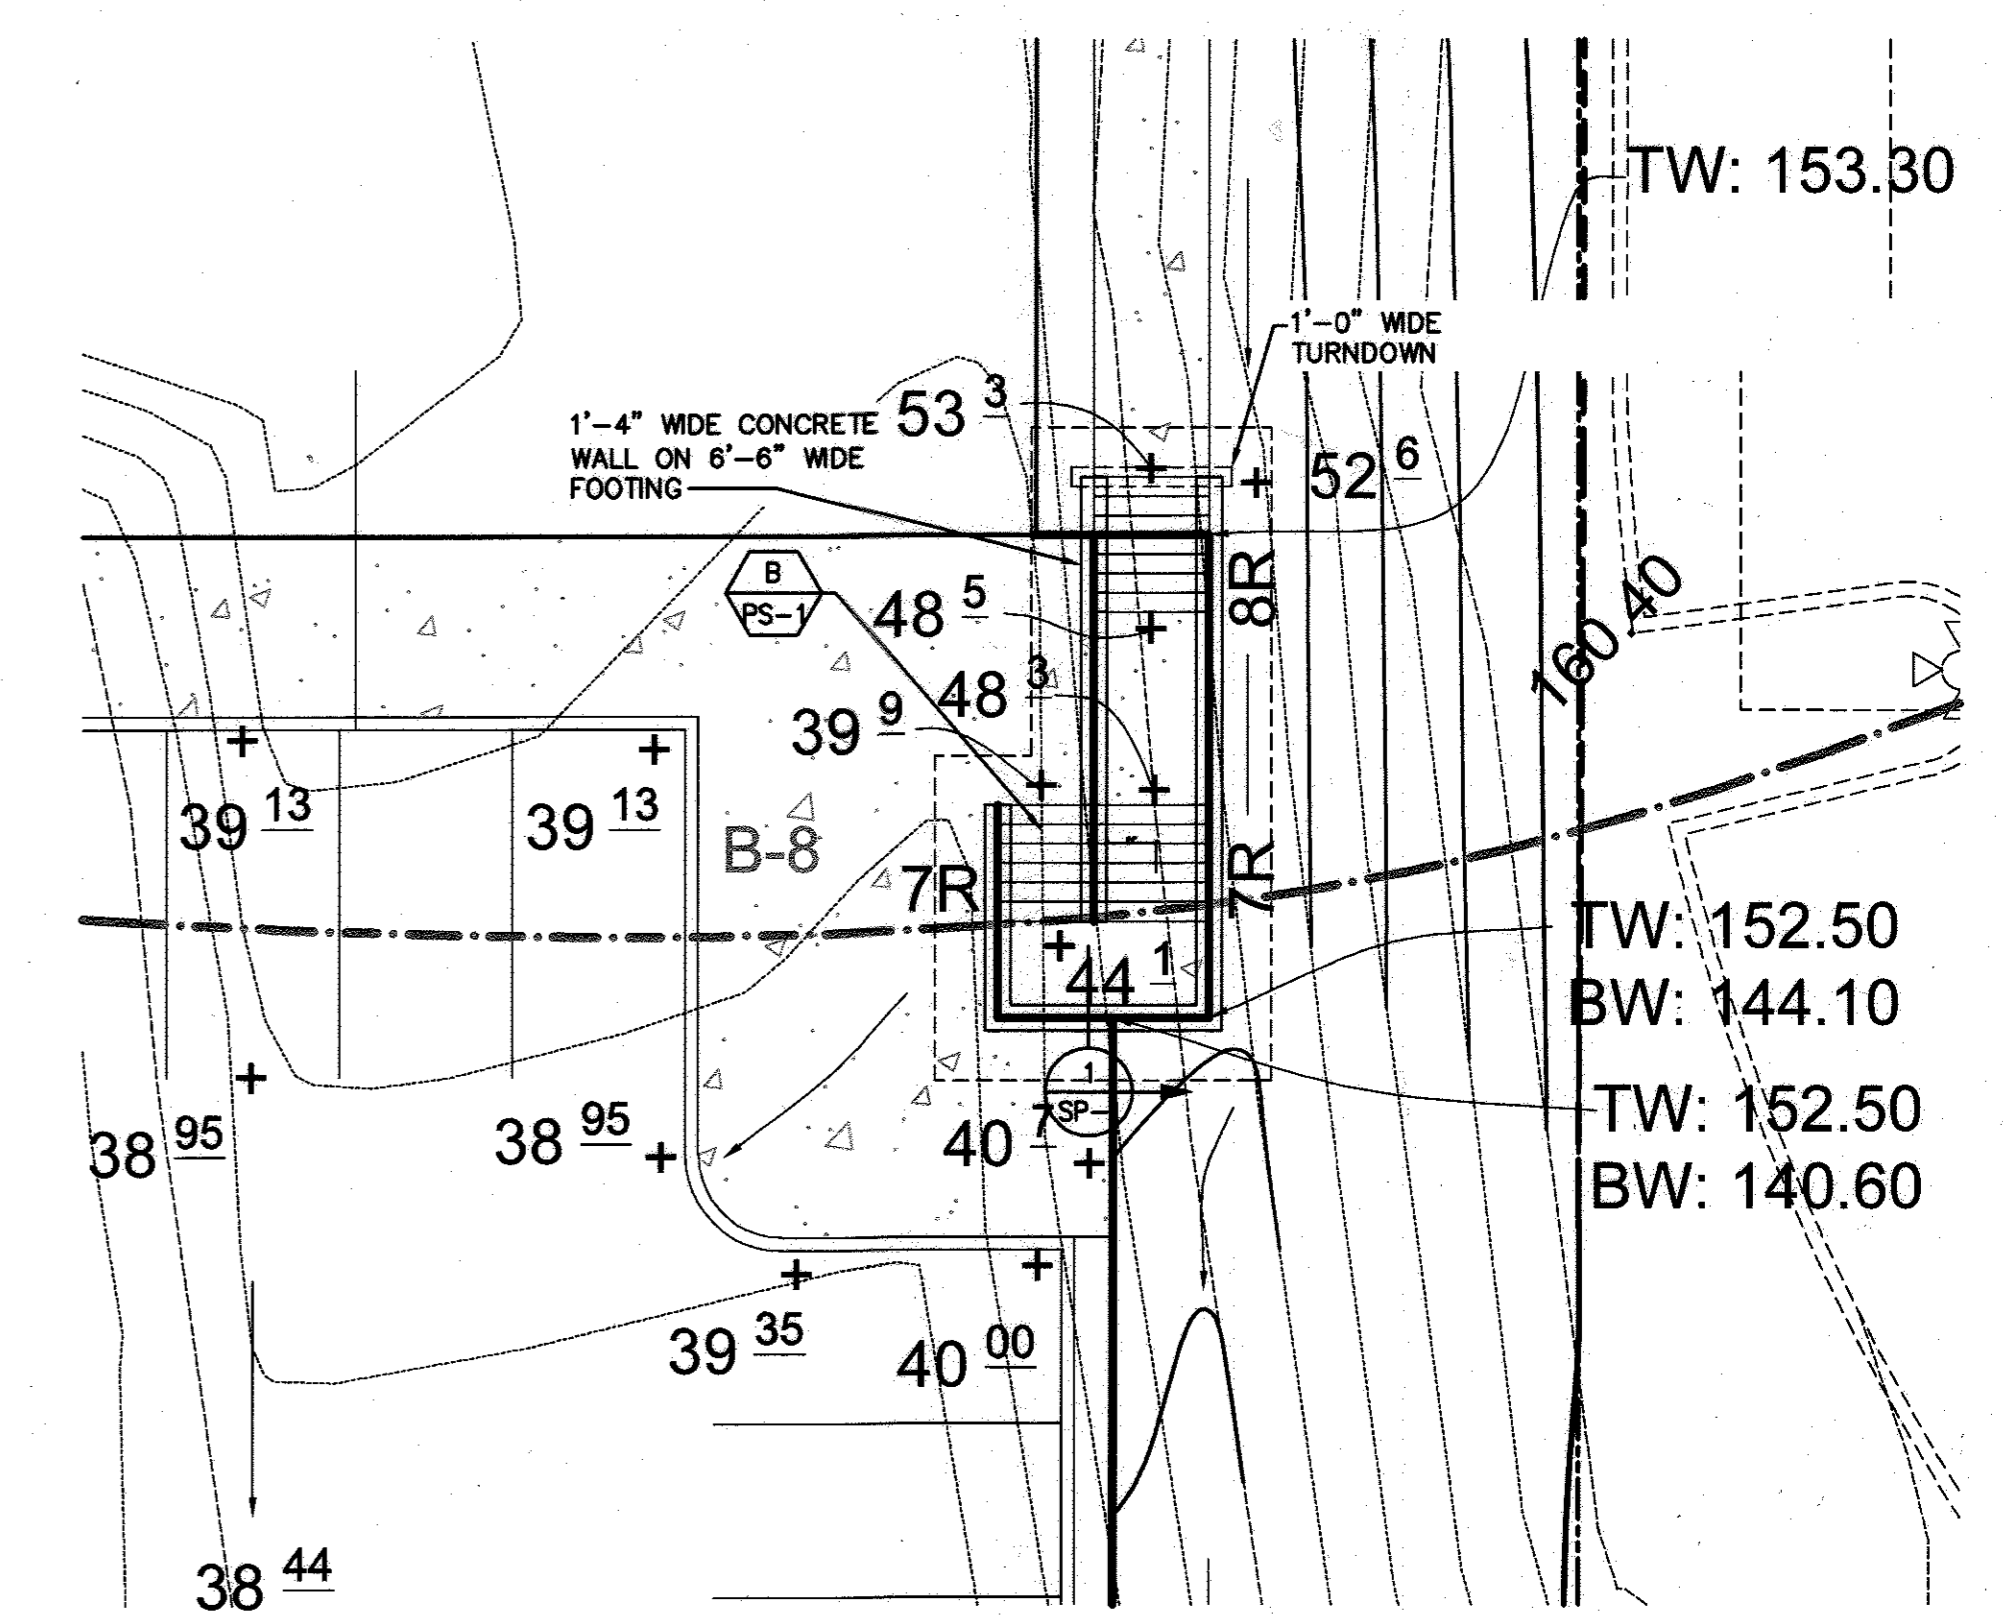 TW: 153.30
1'-0" WIDE
TURNDOWN
53 3
1'-4" WIDE CONCRETE
WALL ON 6'-6" WIDE
FOOTING
52 6
B
PS-1
48 5
8R
160.40
48 3
39 9
39 13
39 13
B-8
7R
7R
TW: 152.50
BW: 144.10
44 1
1
SP-
40 7
TW: 152.50
BW: 140.60
38 95
38 95
39 35
40 00
38 44